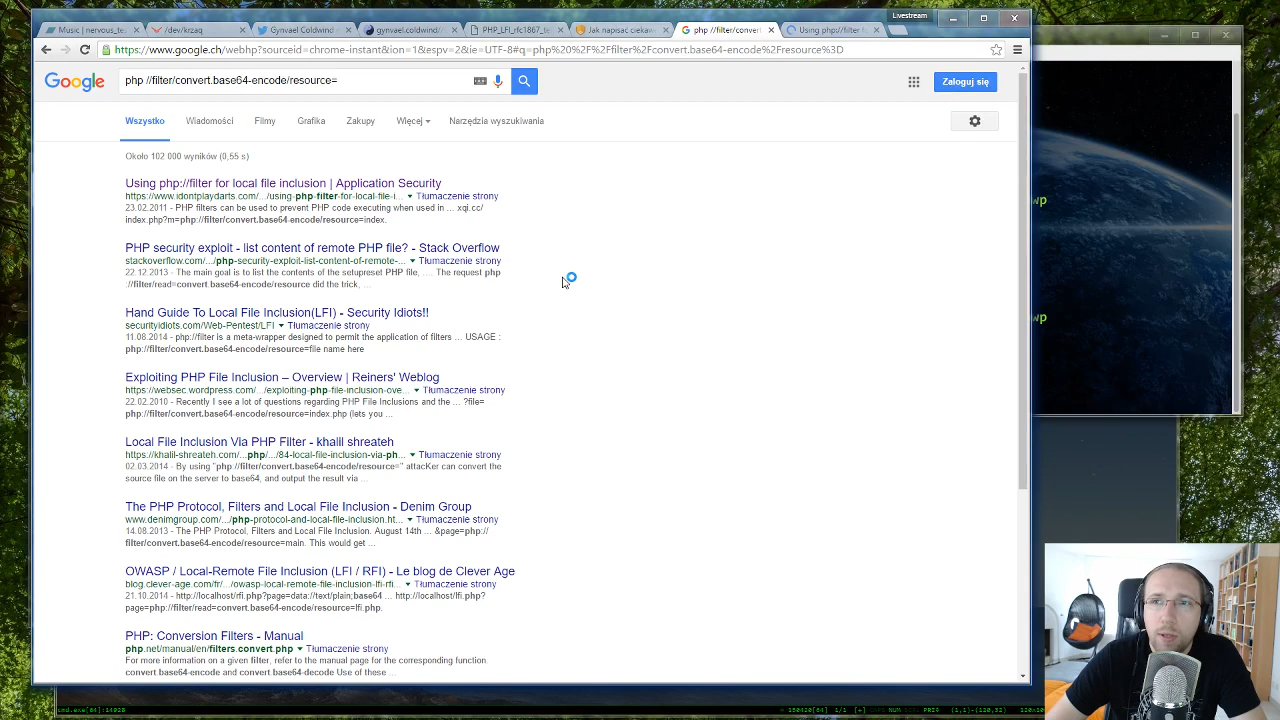 Livestream
Music | nervous_te
/dev/krzaq
Gynvael Coldwind
gynvael.coldwind//
PHP_LFI_rfc1867_te
Jak napisać ciekaw
php //filter/convert
Using php://filter f
https://www.google.ch/webhp?sourceid=chrome-instant&ion=1&espv=2&ie=UTF-8#q=php%20%2F%2Ffilter%2Fconvert.base64-encode%2Fresource%3D
Google
php //filter/convert.base64-encode/resource=
Zaloguj się
Wszystko Wiadomości Filmy Grafika Zakupy Więcej Narzędzia wyszukiwania
Około 102 000 wyników (0,55 s)
Using php://filter for local file inclusion | Application Security
https://www.idontplaydarts.com/.../using-php-filter-for-local-file-i... Tłumaczenie strony
23.02.2011 - PHP filters can be used to prevent PHP code executing when used in ... xqi.cc/
index.php?m=php://filter/convert.base64-encode/resource=index.
PHP security exploit - list content of remote PHP file? - Stack Overflow
stackoverflow.com/.../php-security-exploit-list-content-of-remote-... Tłumaczenie strony
22.12.2013 - The main goal is to list the contents of the setupreset PHP file, .... The request php
://filter/read=convert.base64-encode/resource did the trick, ...
Hand Guide To Local File Inclusion(LFI) - Security Idiots!!
securityidiots.com/Web-Pentest/LFI Tłumaczenie strony
11.08.2014 - php://filter is a meta-wrapper designed to permit the application of filters ... USAGE :
php://filter/convert.base64-encode/resource=file name here
Exploiting PHP File Inclusion – Overview | Reiners' Weblog
https://websec.wordpress.com/.../exploiting-php-file-inclusion-ove... Tłumaczenie strony
22.02.2010 - Recently I see a lot of questions regarding PHP File Inclusions and the ... ?file=
php://filter/convert.base64-encode/resource=index.php (lets you ...
Local File Inclusion Via PHP Filter - khalil shreateh
https://khalil-shreateh.com/...php/.../84-local-file-inclusion-via-ph... Tłumaczenie strony
02.03.2014 - By using "php://filter/convert.base64-encode/resource=" attacKer can convert the
source file on the server to base64, and output the result via ...
The PHP Protocol, Filters and Local File Inclusion - Denim Group
www.denimgroup.com/.../php-protocol-and-local-file-inclusion.ht... Tłumaczenie strony
14.08.2013 - The PHP Protocol, Filters and Local File Inclusion. August 14th ... &page=php://
filter/convert.base64-encode/resource=main. This would get ...
OWASP / Local-Remote File Inclusion (LFI / RFI) - Le blog de Clever Age
blog.clever-age.com/fr/.../owasp-local-remote-file-inclusion-lfi-rfi... Tłumaczenie strony
21.10.2014 - http://localhost/rfi.php?page=data://text/plain;base64 ... http://localhost/lfi.php?
page=php://filter/read=convert.base64-encode/resource=lfi.php.
PHP: Conversion Filters - Manual
php.net/manual/en/filters.convert.php Tłumaczenie strony
For more information on a given filter, refer to the manual page for the corresponding function.
convert.base64-encode and convert.base64-decode Use of these ...
wp
wp
cmd.exe[64]:14028